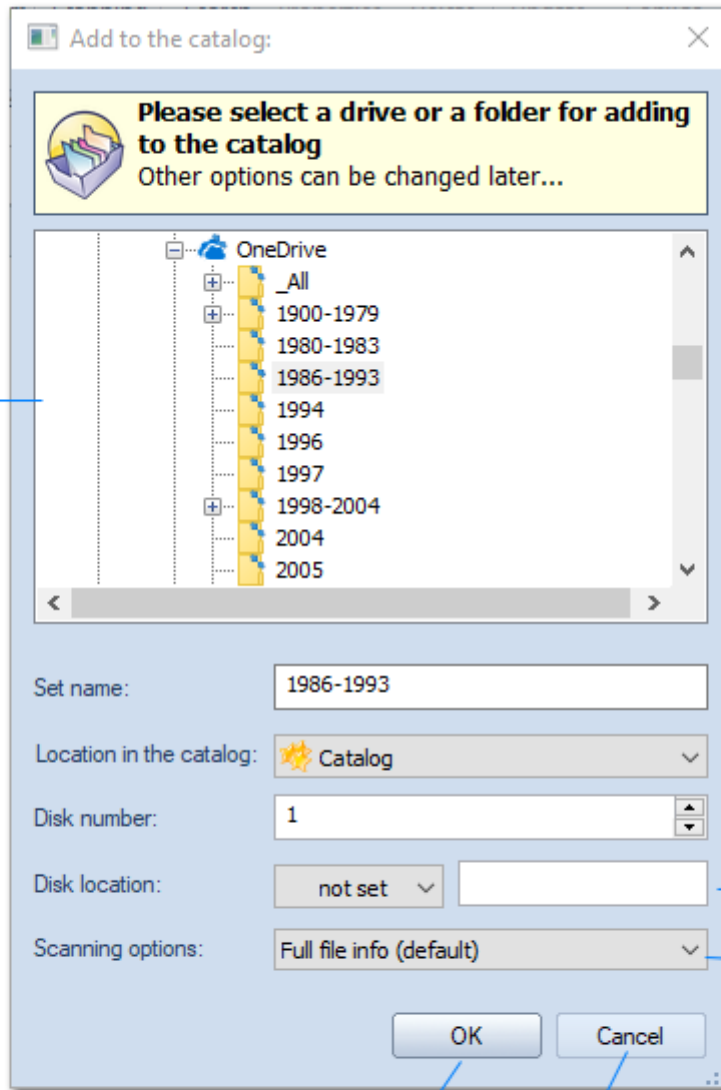 Add to the catalog:
Please select a drive or a folder for adding
to the catalog
Other options can be changed later...
OneDrive
_All
1900-1979
1980-1983
1986-1993
1994
1996
1997
1998-2004
2004
2005
Set name: 1986-1993
Location in the catalog: Catalog
Disk number: 1
Disk location: not set
Scanning options: Full file info (default)
OK Cancel